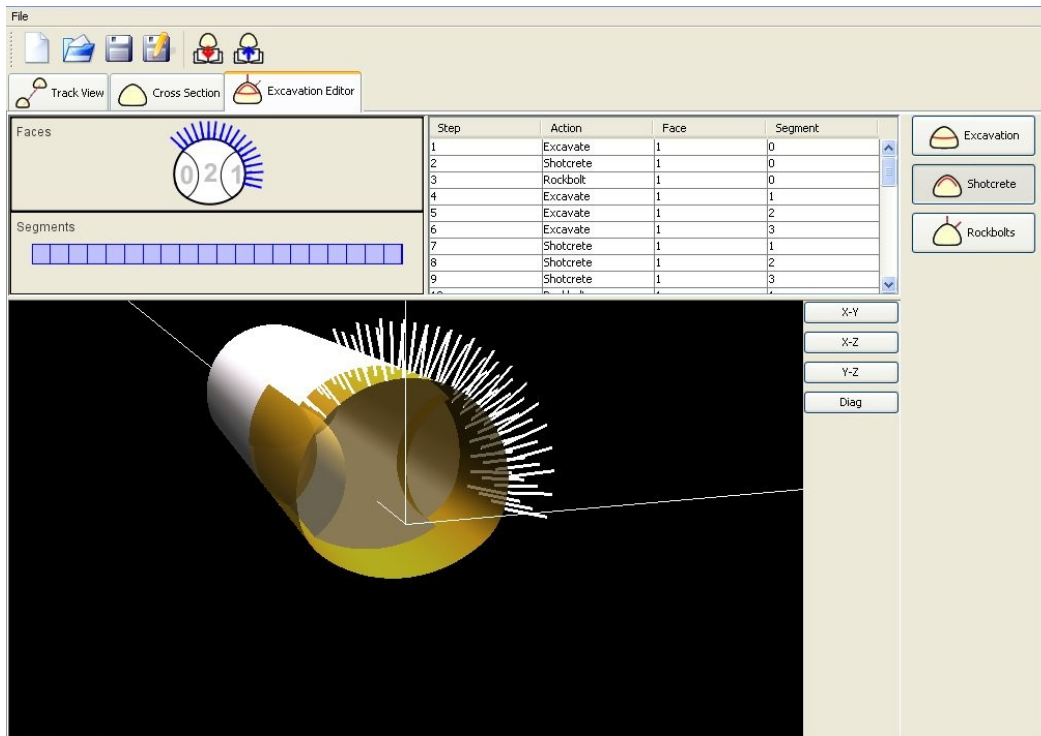 File
Track View Cross Section Excavation Editor
Faces
0 2 1
Segments
Step Action Face Segment
1 Excavate 1 0
2 Shotcrete 1 0
3 Rockbolt 1 0
4 Excavate 1 1
5 Excavate 1 2
6 Excavate 1 3
7 Shotcrete 1 1
8 Shotcrete 1 2
9 Shotcrete 1 3
Excavation
Shotcrete
Rockbolts
X-Y
X-Z
Y-Z
Diag